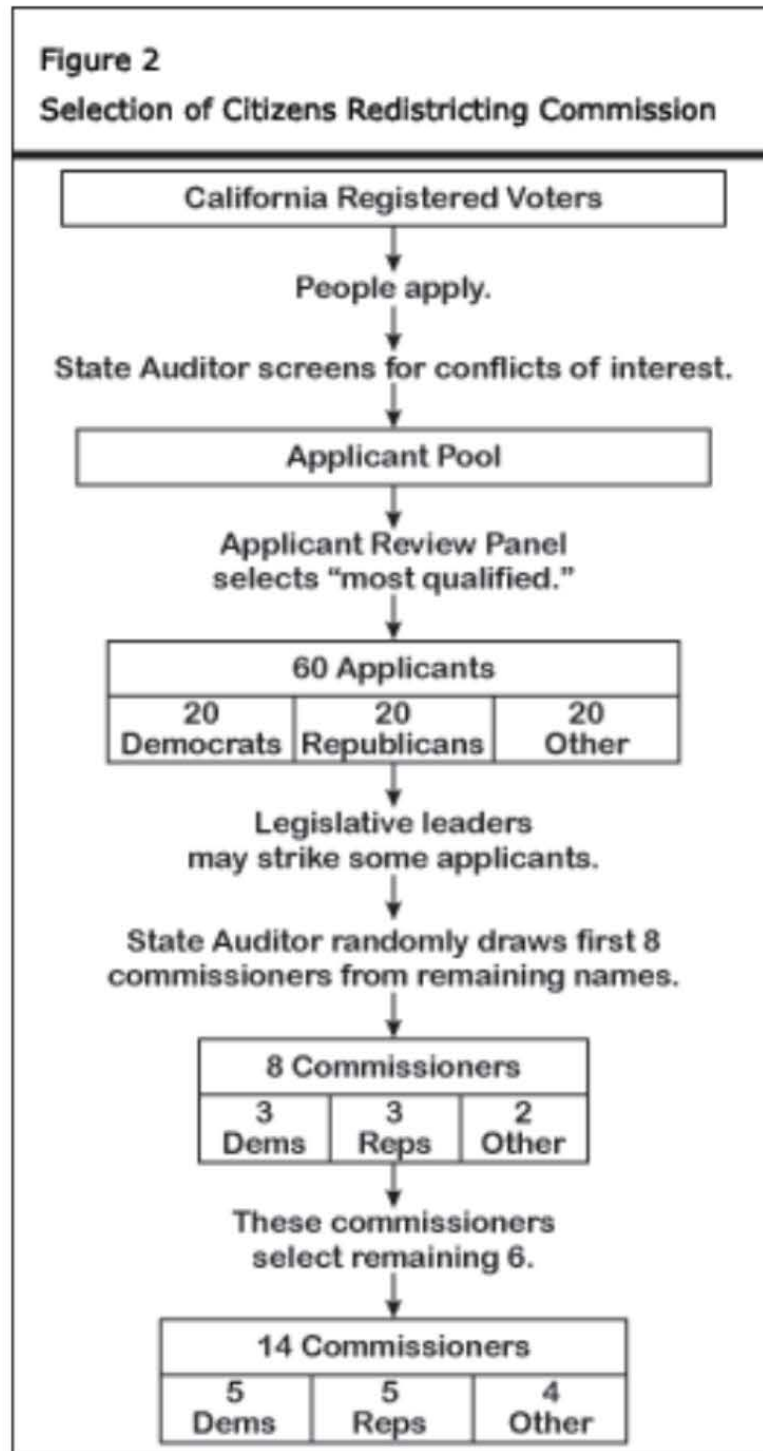 Figure 2
Selection of Citizens Redistricting Commission
California Registered Voters
People apply.
State Auditor screens for conflicts of interest.
Applicant Pool
Applicant Review Panel
selects “most qualified.”
60 Applicants
20 20 20
Democrats Republicans Other
Legislative leaders
may strike some applicants.
State Auditor randomly draws first 8
commissioners from remaining names.
8 Commissioners
3 3 2
Dems Reps Other
These commissioners
select remaining 6.
14 Commissioners
5 5 4
Dems Reps Other